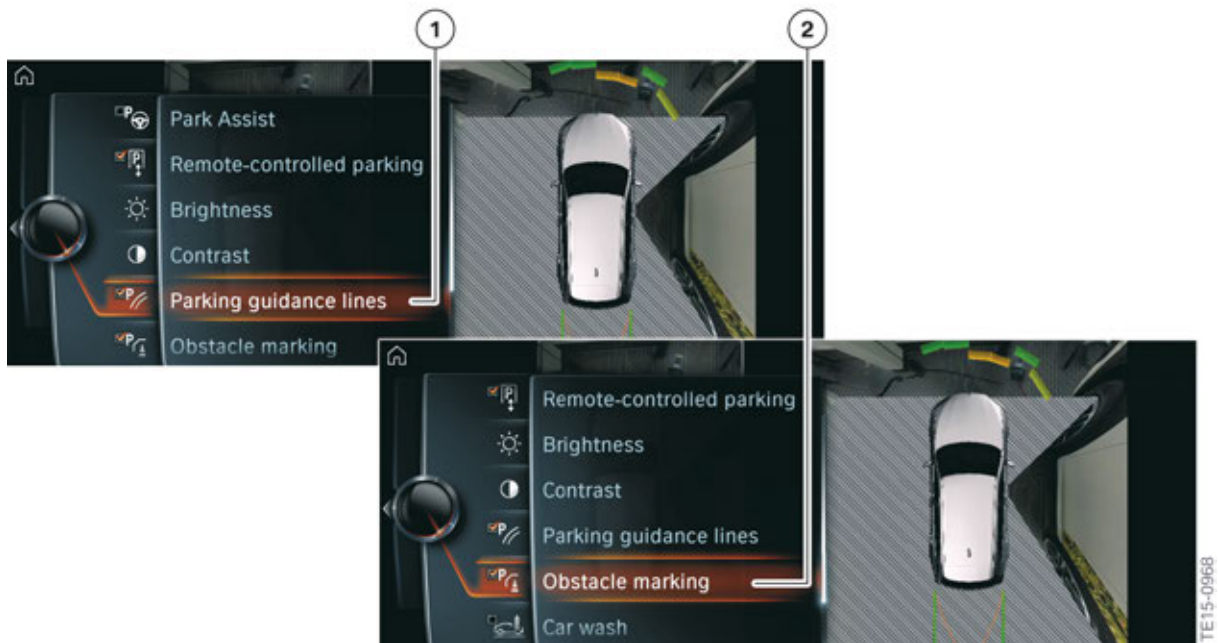 1
2
Park Assist
Remote-controlled parking
Brightness
Contrast
Parking guidance lines
Obstacle marking
Remote-controlled parking
Brightness
Contrast
Parking guidance lines
Obstacle marking
Car wash
TE15-0968